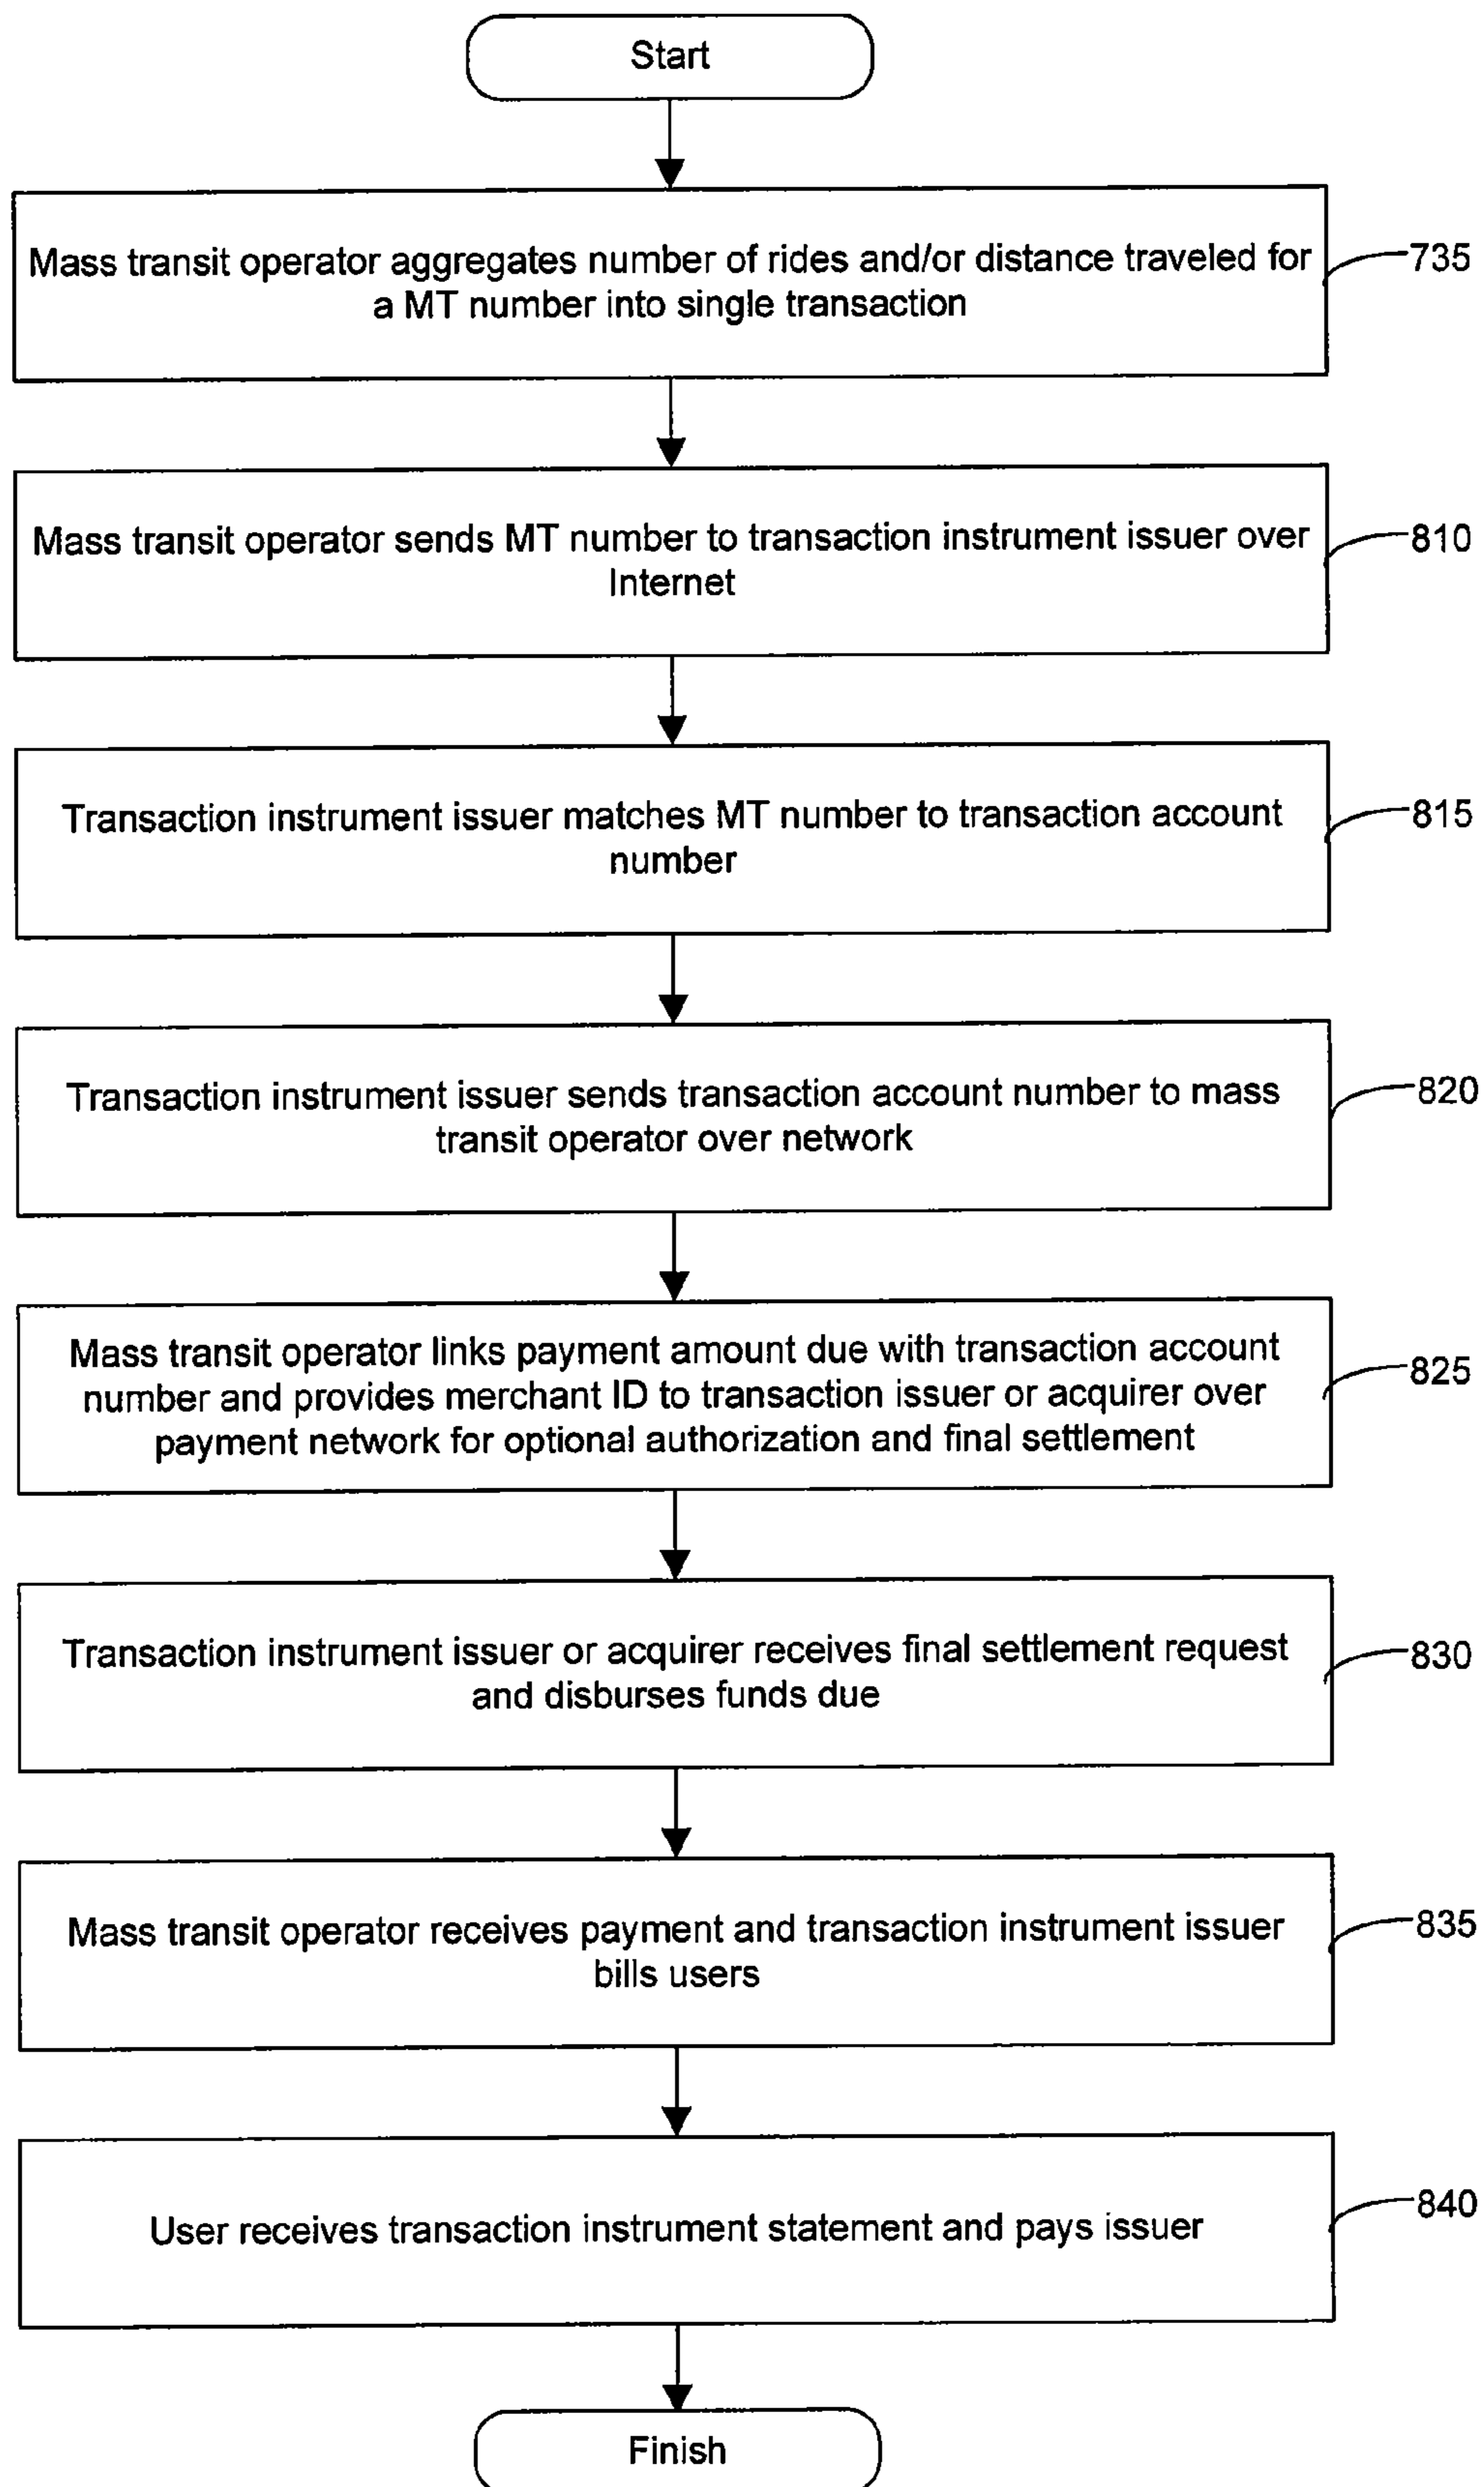 Start
Mass transit operator aggregates number of rides and/or distance traveled for
a MT number into single transaction
735
Mass transit operator sends MT number to transaction instrument issuer over
Internet
810
Transaction instrument issuer matches MT number to transaction account
number
815
Transaction instrument issuer sends transaction account number to mass
transit operator over network
820
Mass transit operator links payment amount due with transaction account
number and provides merchant ID to transaction issuer or acquirer over
payment network for optional authorization and final settlement
825
Transaction instrument issuer or acquirer receives final settlement request
and disburses funds due
830
Mass transit operator receives payment and transaction instrument issuer
bills users
835
User receives transaction instrument statement and pays issuer
840
Finish